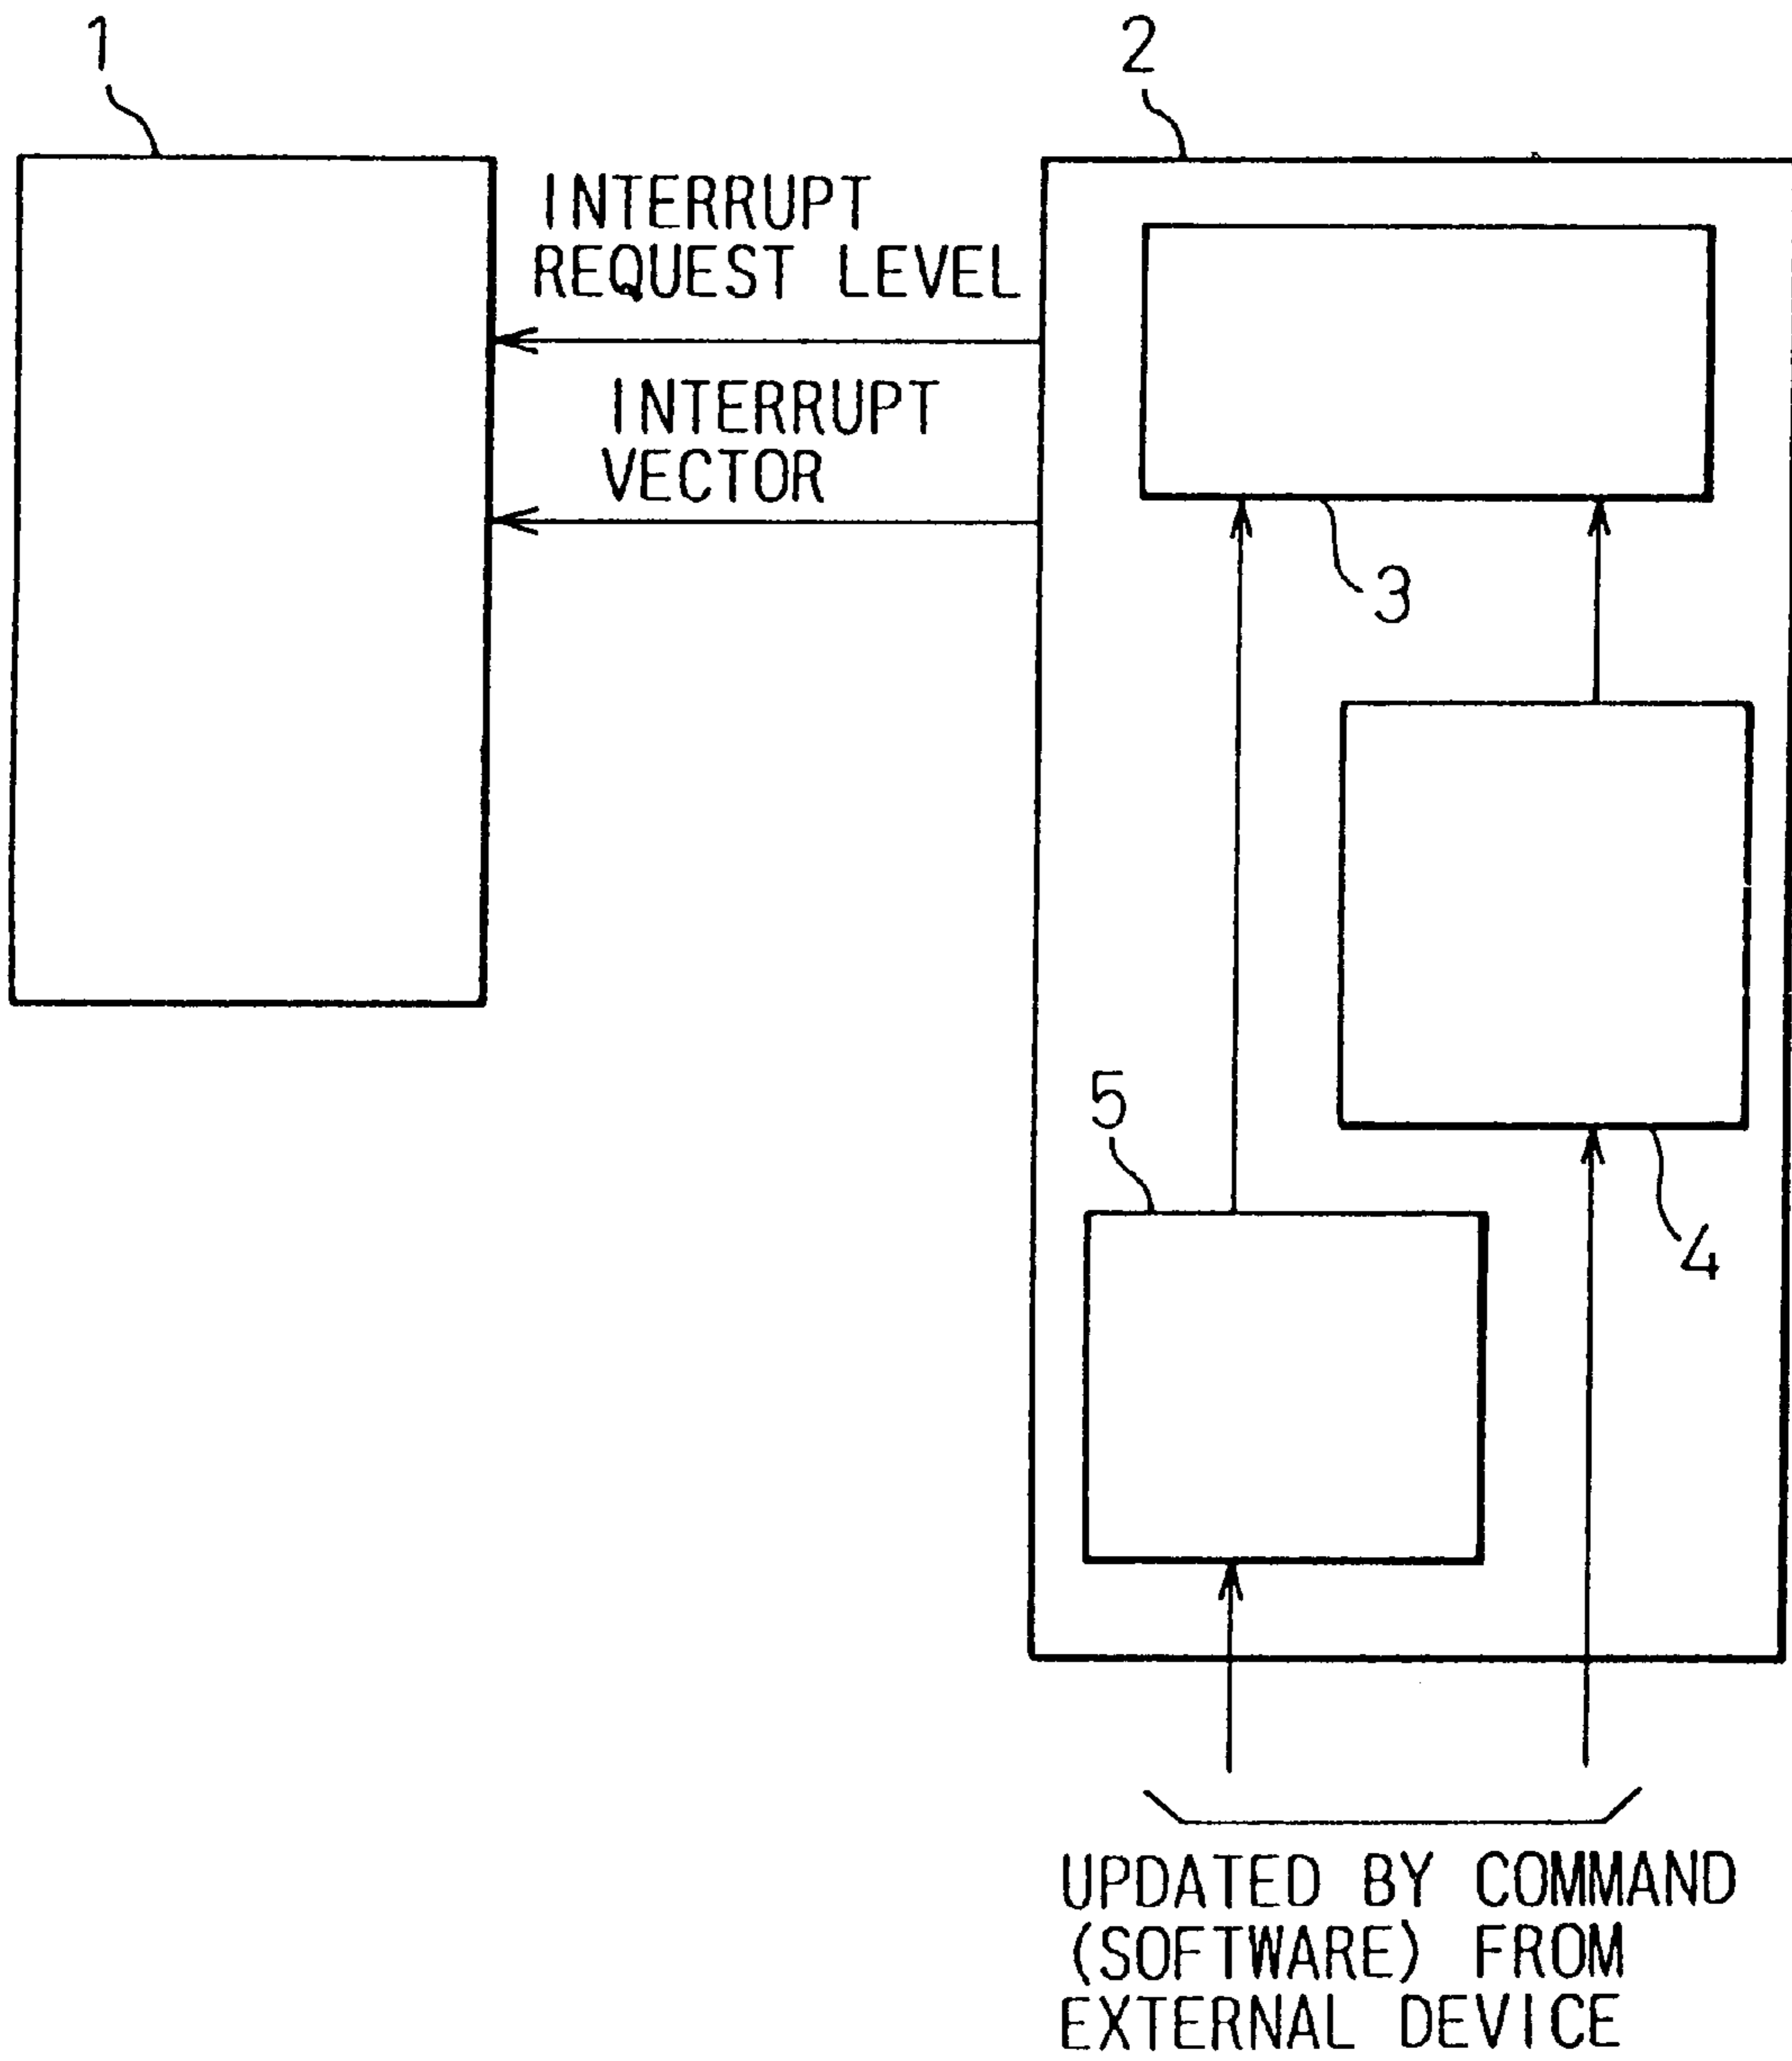 1
2
INTERRUPT
REQUEST LEVEL
INTERRUPT
VECTOR
3
5
4
UPDATED BY COMMAND
(SOFTWARE) FROM
EXTERNAL DEVICE